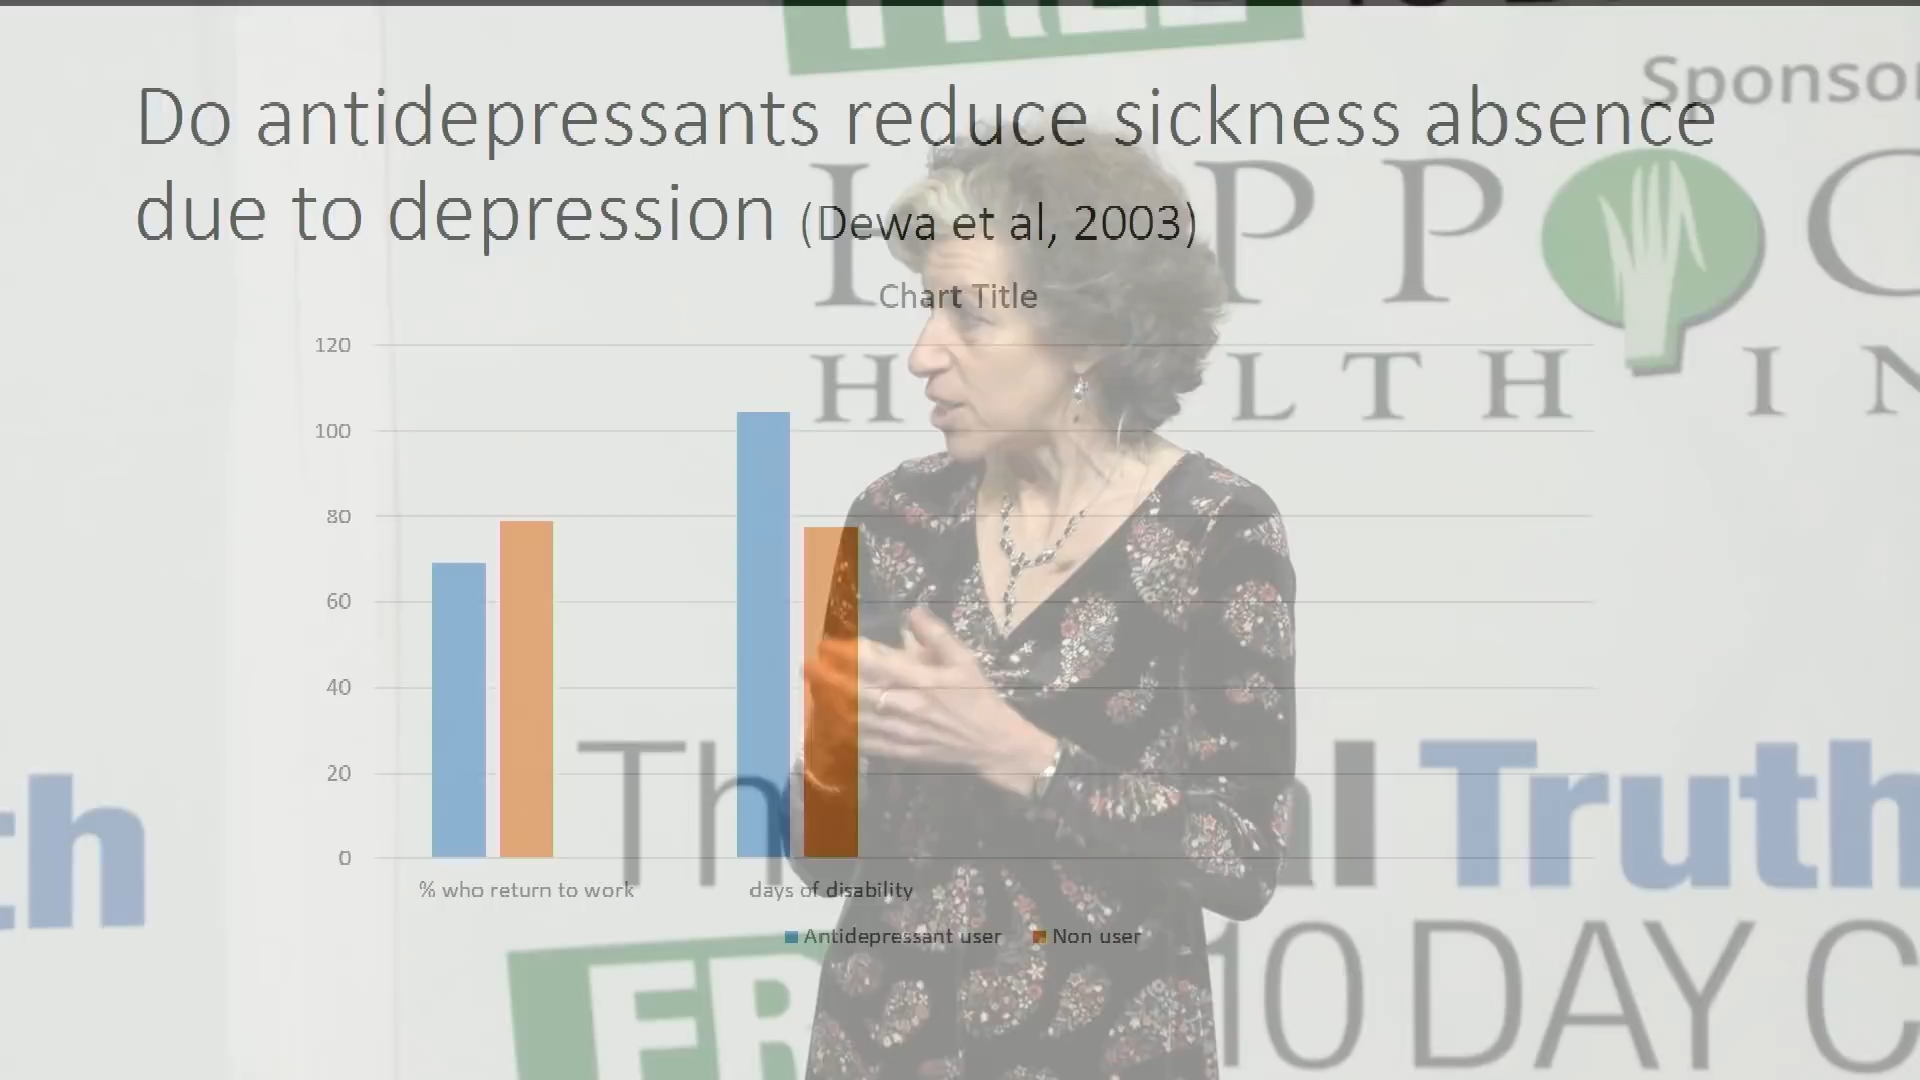 Sponsor
Do antidepressants reduce sickness absence
due to depression (Dewa et al, 2003)
Chart Title
120
100
80
60
40
20
0
% who return to work
days of disability
Antidepressant user
Non user
Truth
10 DAY C